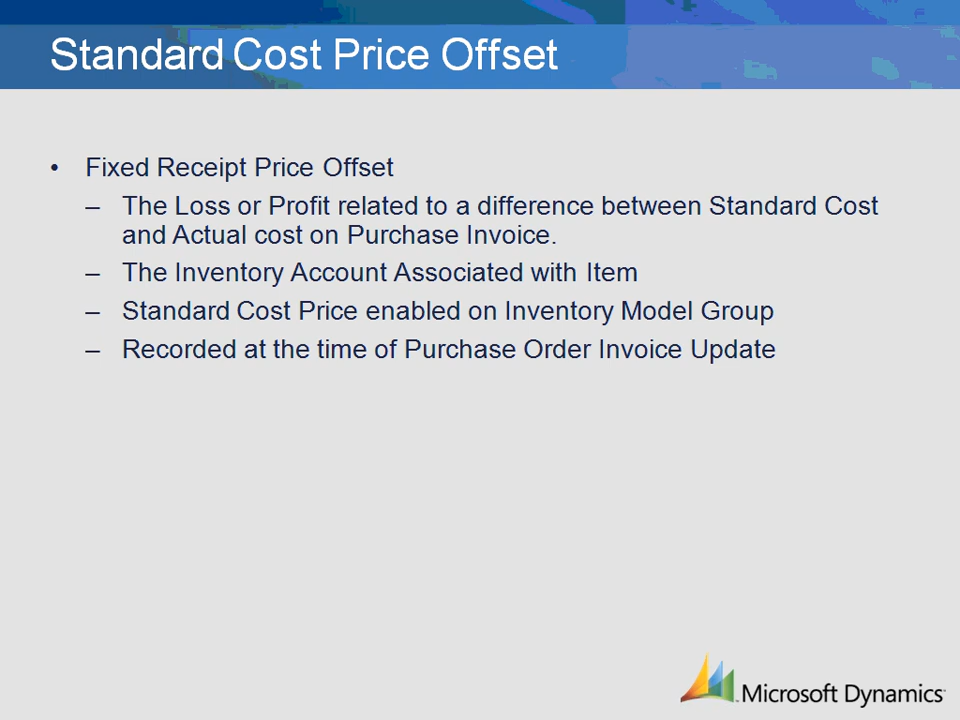 Standard Cost Price Offset
• Fixed Receipt Price Offset
– The Loss or Profit related to a difference between Standard Cost
and Actual cost on Purchase Invoice.
– The Inventory Account Associated with Item
– Standard Cost Price enabled on Inventory Model Group
– Recorded at the time of Purchase Order Invoice Update
Microsoft Dynamics